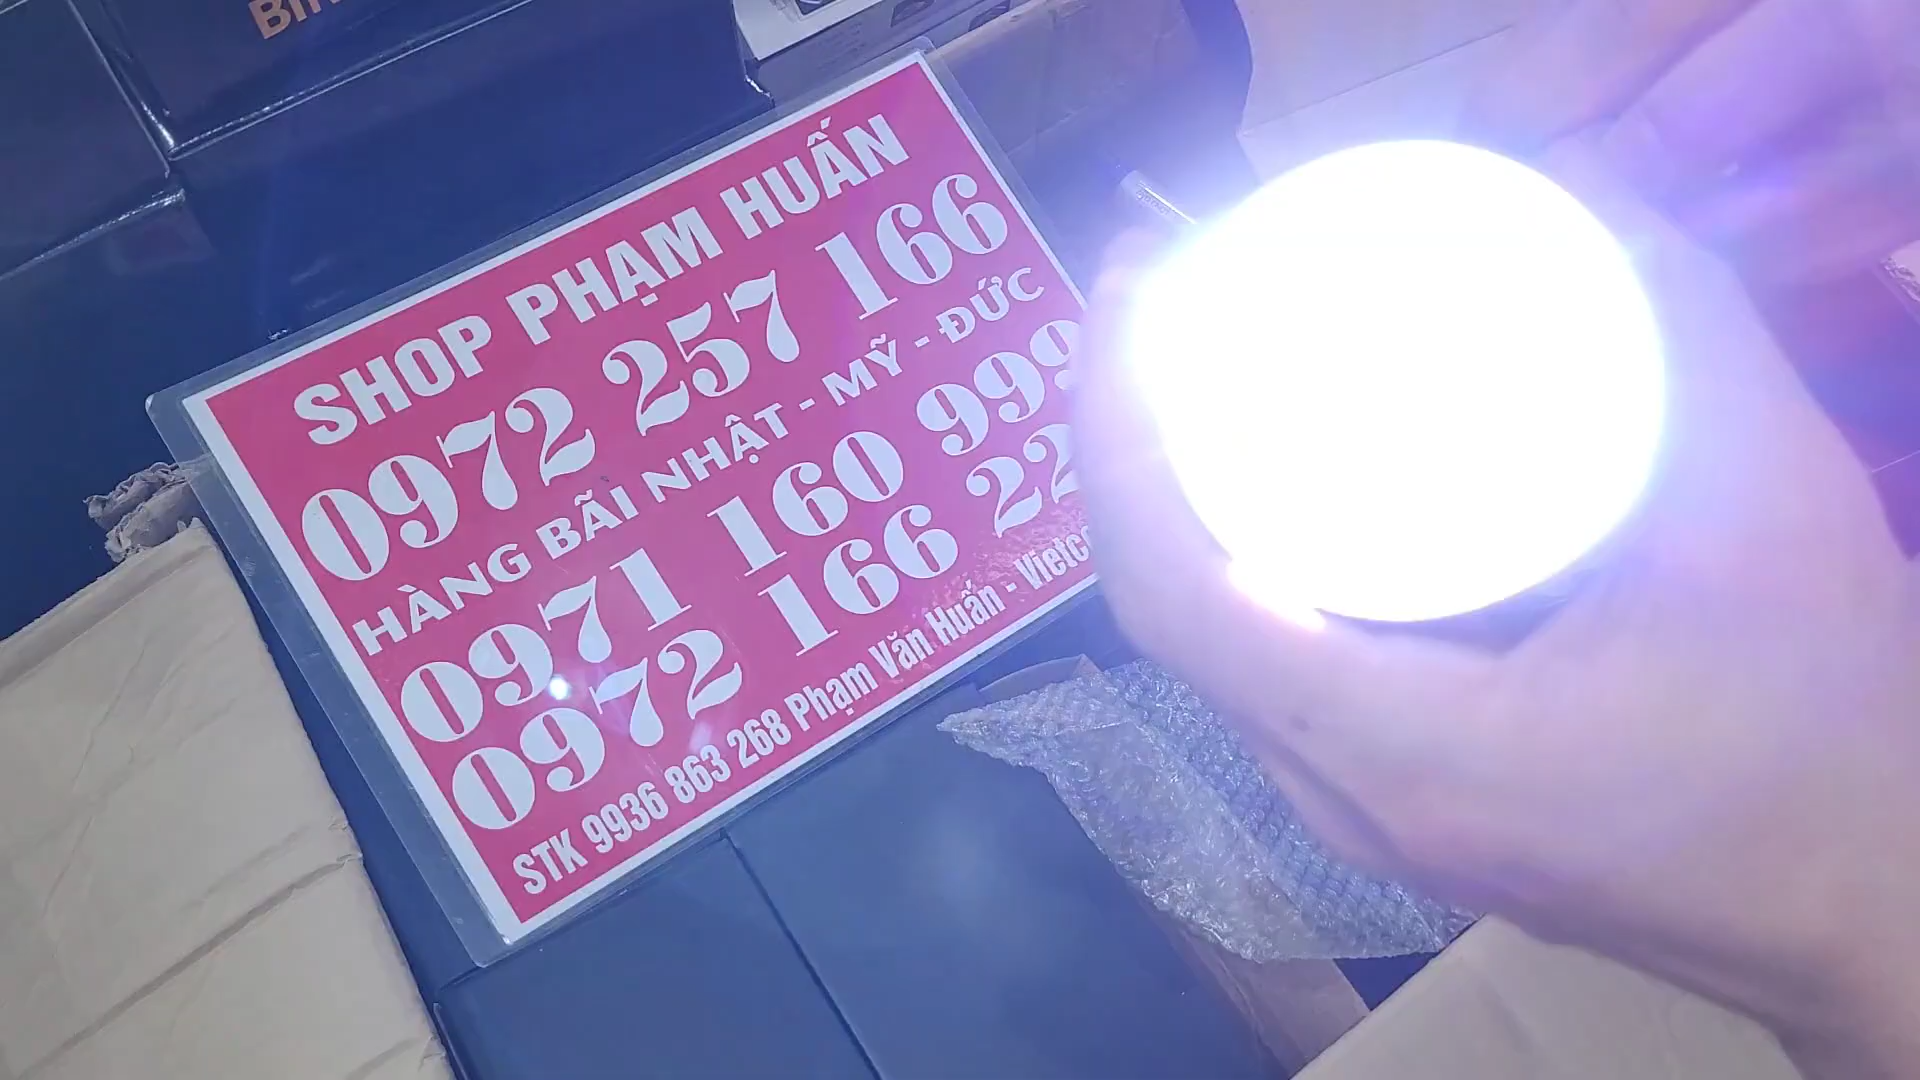 SHOP PHẠM HUẤN
0972 257 166
HÀNG BÃI NHẬT - MỸ - ĐỨC
0971 160 999
0972 166 22
STK 9936 863 268 Phạm Văn Huấn - Vietc